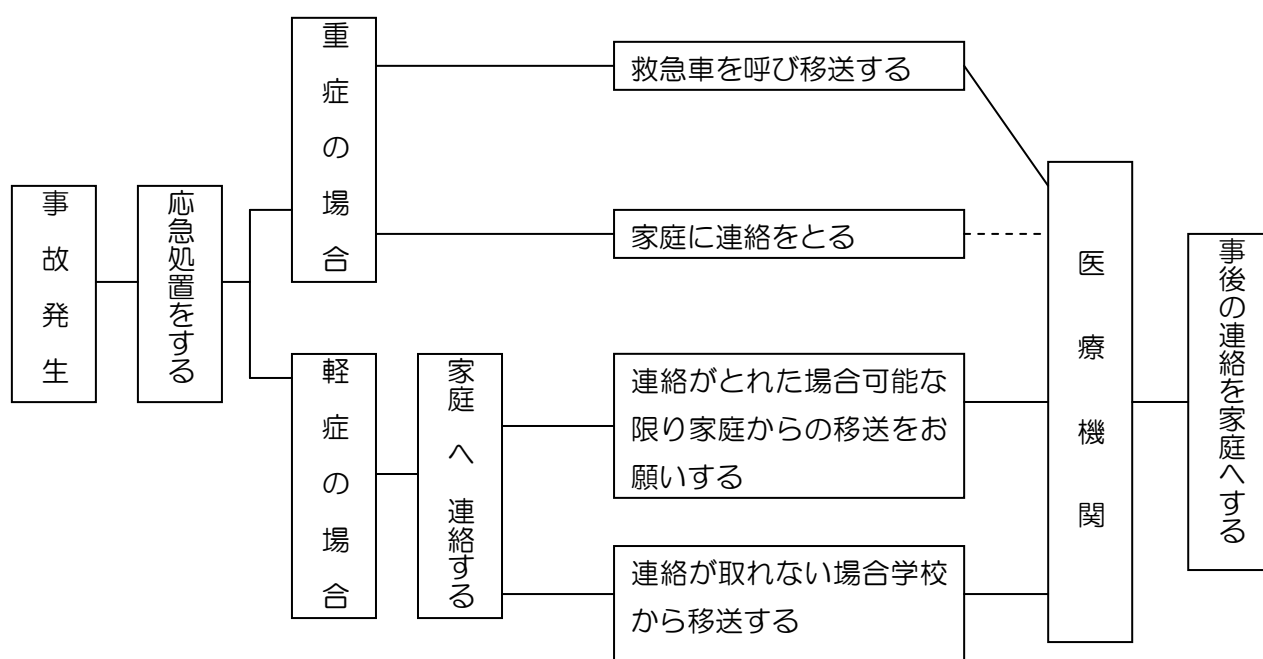 事故発生
応急処置をする
重症の場合
救急車を呼び移送する
家庭に連絡をとる
軽症の場合
家庭へ連絡する
連絡がとれた場合可能な
限り家庭からの移送をお
願いする
連絡が取れない場合学校
から移送する
医療機関
事後の連絡を家庭へする